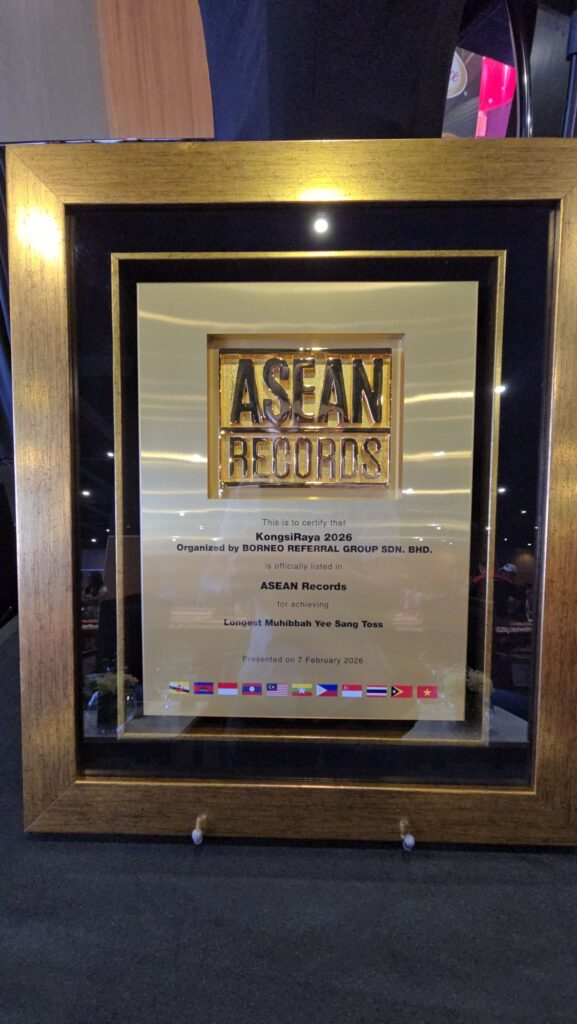 ASEAN
RECORDS
This is to certify that
KongsiRaya 2026
Organized by BORNEO REFERRAL GROUP SDN. BHD.
is officially listed in
ASEAN Records
for achieving
Longest Muhibbah Yee Sang Toss
Presented on 7 February 2026